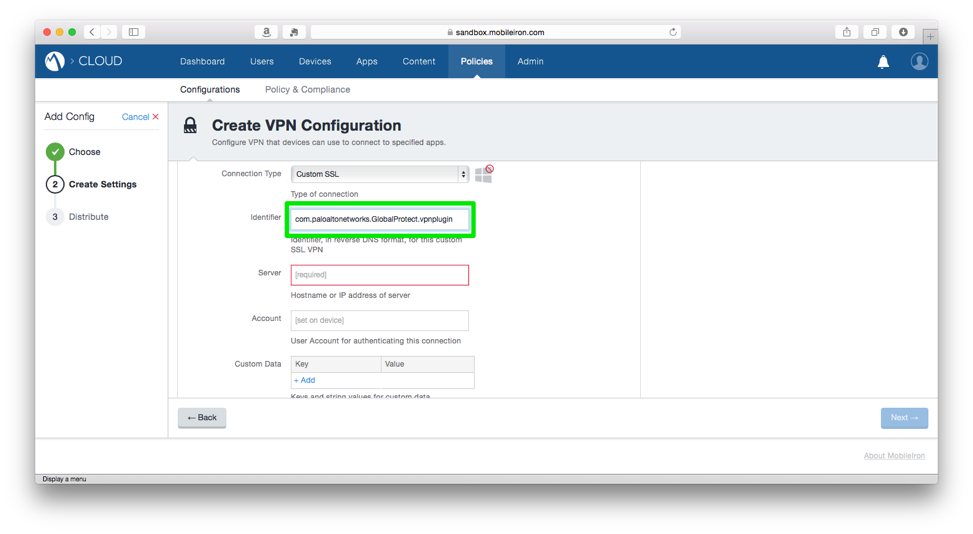 sandbox.mobileiron.com
> CLOUD
Dashboard
Users
Devices
Apps
Content
Policies
Admin
Configurations
Policy & Compliance
Add Config
Cancel ×
Choose
2 Create Settings
3 Distribute
Create VPN Configuration
Configure VPN that devices can use to connect to specified apps.
Connection Type
Custom SSL
Type of connection
Identifier
com.paloaltonetworks.GlobalProtect.vpnplugin
Identifier, in reverse DNS format, for this custom
SSL VPN
Server
[required]
Hostname or IP address of server
Account
[set on device]
User Account for authenticating this connection
Custom Data
Key
Value
+ Add
Keys and string values for custom data
← Back
Next →
About MobileIron
Display a menu